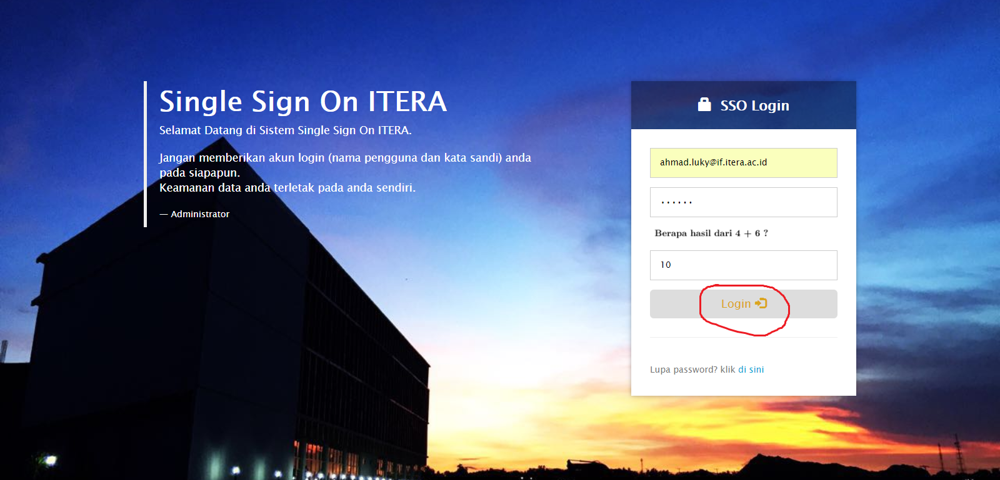 Single Sign On ITERA
Selamat Datang di Sistem Single Sign On ITERA.
Jangan memberikan akun login (nama pengguna dan kata sandi) anda
pada siapapun.
Keamanan data anda terletak pada anda sendiri.
— Administrator
SSO Login
ahmad.luky@if.itera.ac.id
......
Berapa hasil dari 4 + 6 ?
10
Login
Lupa password? klik di sini